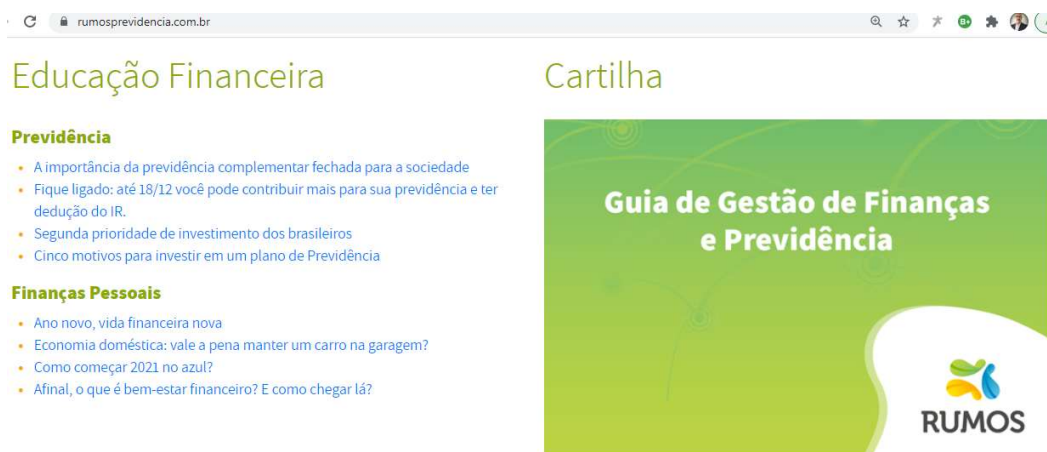 rumosprevidencia.com.br
Educação Financeira
Previdência
• A importância da previdência complementar fechada para a sociedade
• Fique ligado: até 18/12 você pode contribuir mais para sua previdência e ter
dedução do IR.
• Segunda prioridade de investimento dos brasileiros
• Cinco motivos para investir em um plano de Previdência
Finanças Pessoais
• Ano novo, vida financeira nova
• Economia doméstica: vale a pena manter um carro na garagem?
• Como começar 2021 no azul?
• Afinal, o que é bem-estar financeiro? E como chegar lá?
Cartilha
Guia de Gestão de Finanças
e Previdência
RUMOS